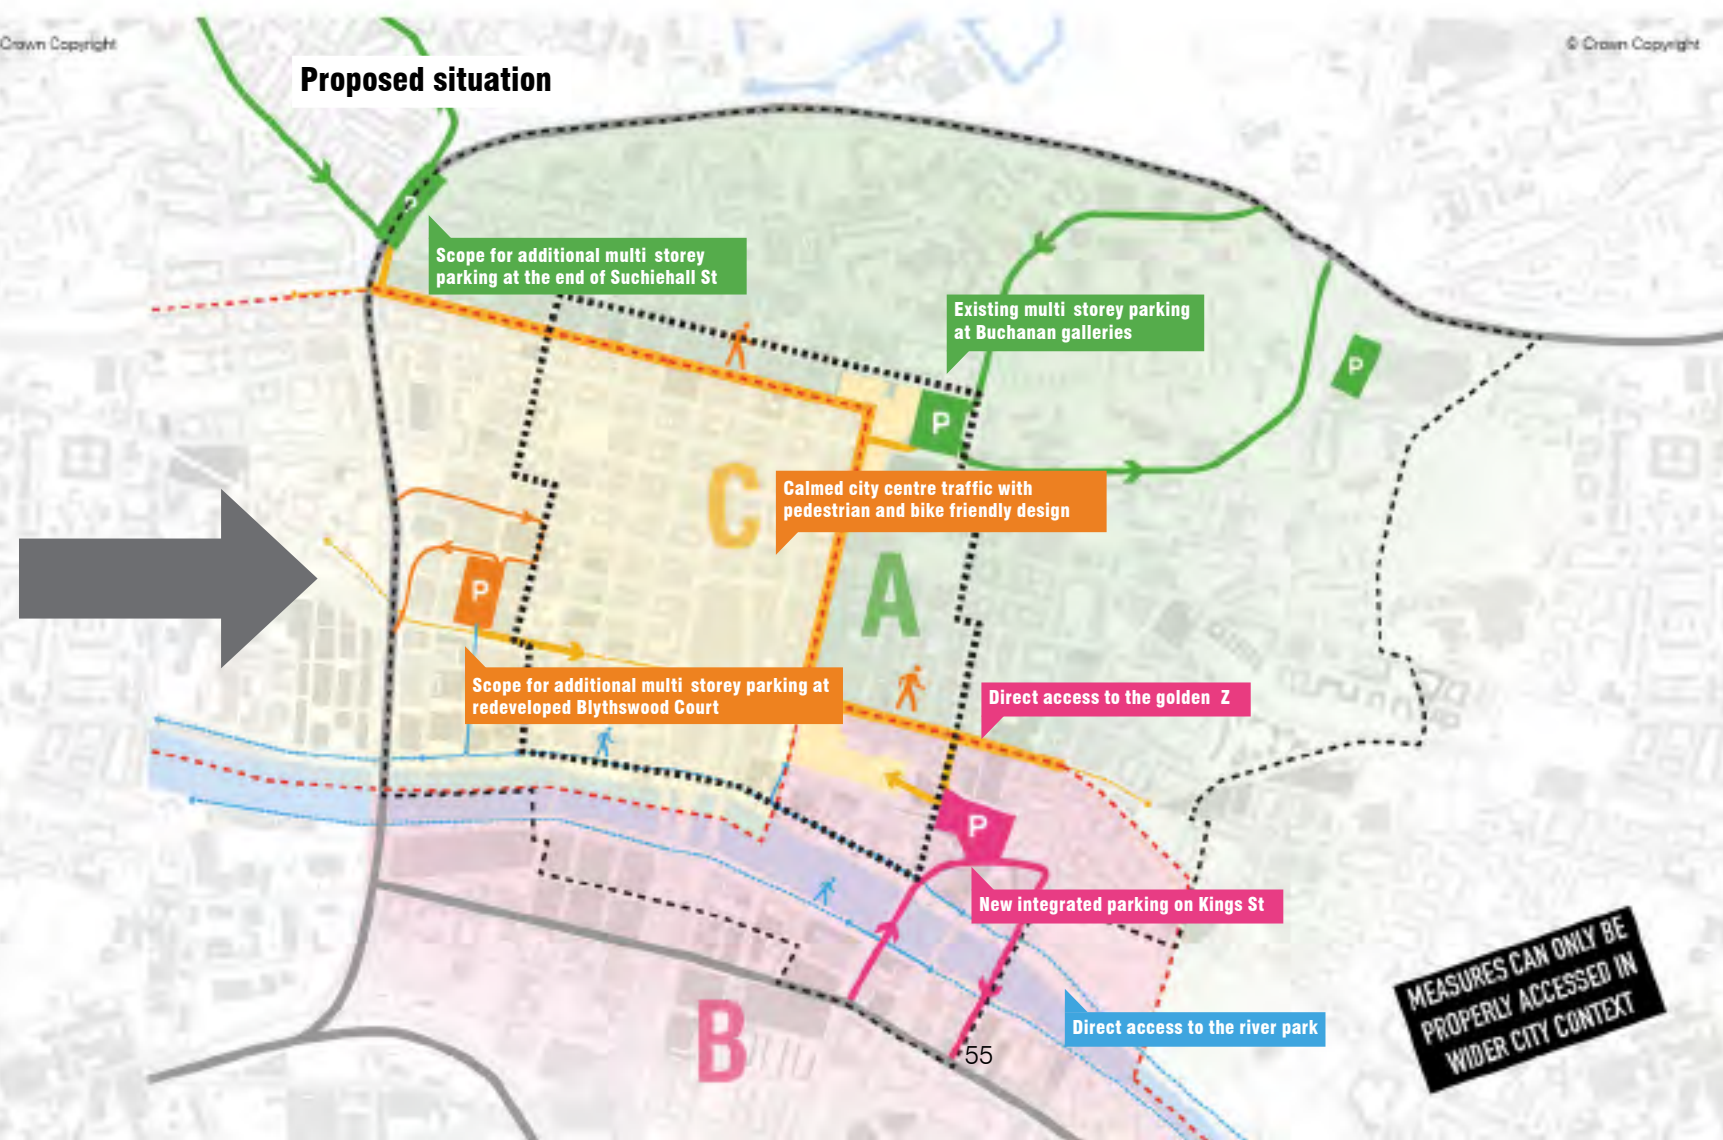 Crown Copyright
© Crown Copyright
Proposed situation
P
Scope for additional multi storey
parking at the end of Suchiehall St
Existing multi storey parking
at Buchanan galleries
P
P
C
Calmed city centre traffic with
pedestrian and bike friendly design
A
P
Scope for additional multi storey parking at
redeveloped Blythswood Court
Direct access to the golden Z
P
New integrated parking on Kings St
B
Direct access to the river park
55
MEASURES CAN ONLY BE
PROPERLY ACCESSED IN
WIDER CITY CONTEXT